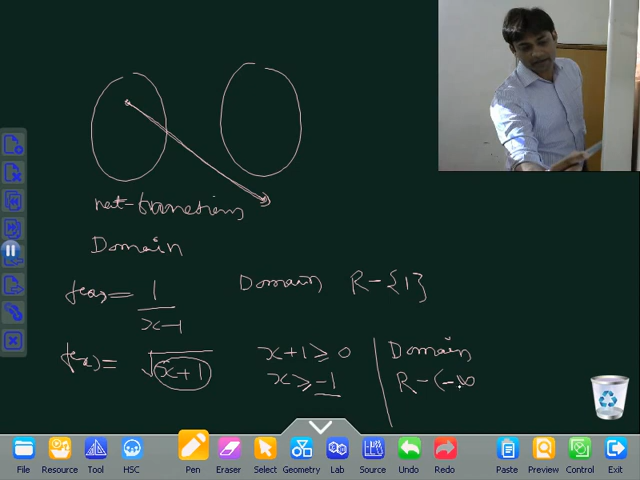 not-functions
Domain
f(x) = 1/(x-1) Domain R-{1}
f(x) = √(x+1) x+1 ≥ 0 Domain
x ≥ -1 R-(-∞
File Resource Tool HSC Pen Eraser Select Geometry Lab Source Undo Redo Paste Preview Control Exit